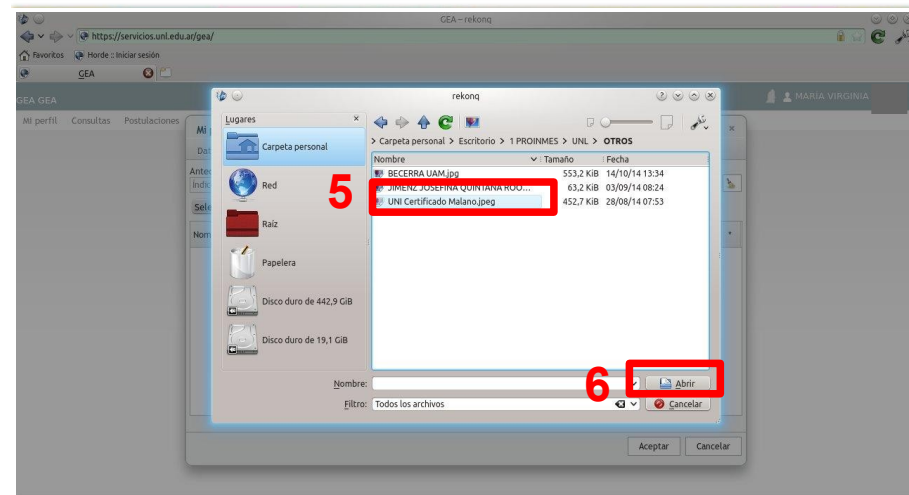 GEA – rekonq
https://servicios.unl.edu.ar/gea/
Favoritos Horde :: Iniciar sesión
GEA
GEA GEA
MARIA VIRGINIA
Mi perfil Consultas Postulaciones
rekonq
Lugares
Carpeta personal
Red
Raíz
Papelera
Disco duro de 442,9 GiB
Disco duro de 19,1 GiB
> Carpeta personal > Escritorio > 1 PROINMES > UNL > OTROS
Nombre Tamaño Fecha
BECERRA UAM.jpg 553,2 KiB 14/10/14 13:34
JIMENZ JOSEFINA QUINTANA ROO... 63,2 KiB 03/09/14 08:24
UNI Certificado Malano.jpeg 452,7 KiB 28/08/14 07:53
5
6
Nombre:
Abrir
Filtro: Todos los archivos
Cancelar
Aceptar Cancelar